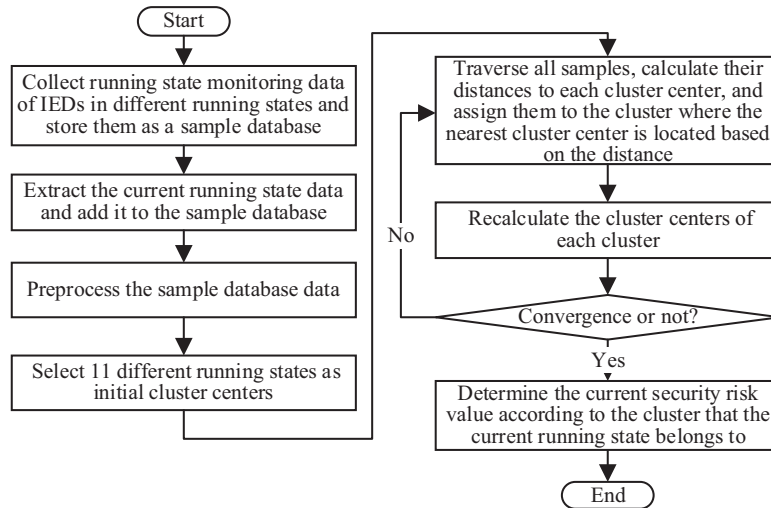 Start
Collect running state monitoring data
of IEDs in different running states and
store them as a sample database
Extract the current running state data
and add it to the sample database
Preprocess the sample database data
Select 11 different running states as
initial cluster centers
Traverse all samples, calculate their
distances to each cluster center, and
assign them to the cluster where the
nearest cluster center is located based
on the distance
Recalculate the cluster centers of
each cluster
No
Convergence or not?
Yes
Determine the current security risk
value according to the cluster that the
current running state belongs to
End